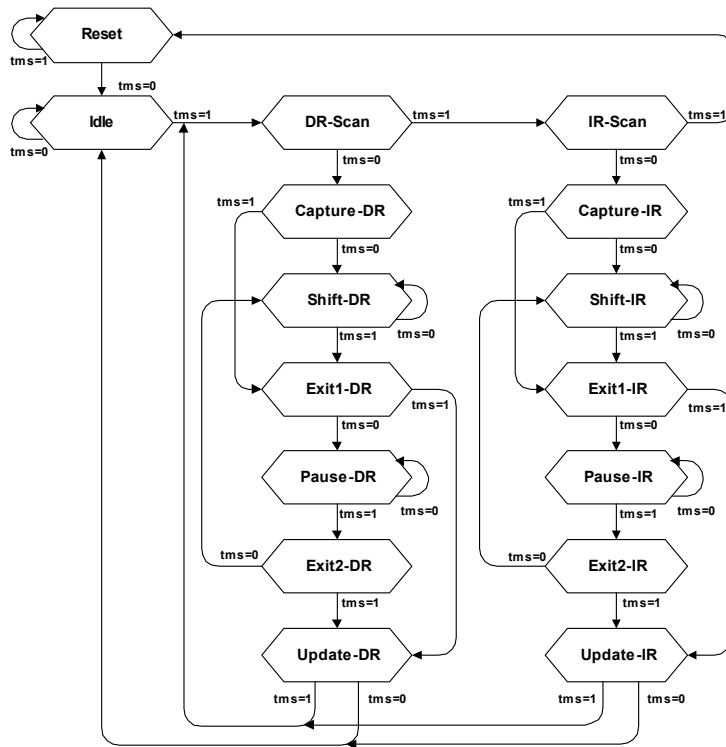 Reset
tms=1
tms=0
Idle
tms=1
DR-Scan
tms=1
IR-Scan
tms=1
tms=0
tms=0
tms=0
tms=1
Capture-DR
tms=1
Capture-IR
tms=0
tms=0
Shift-DR
Shift-IR
tms=1
tms=0
tms=1
tms=0
Exit1-DR
tms=1
Exit1-IR
tms=1
tms=0
tms=0
Pause-DR
Pause-IR
tms=1
tms=0
tms=1
tms=0
tms=0
Exit2-DR
tms=0
Exit2-IR
tms=1
tms=1
Update-DR
Update-IR
tms=1
tms=0
tms=1
tms=0